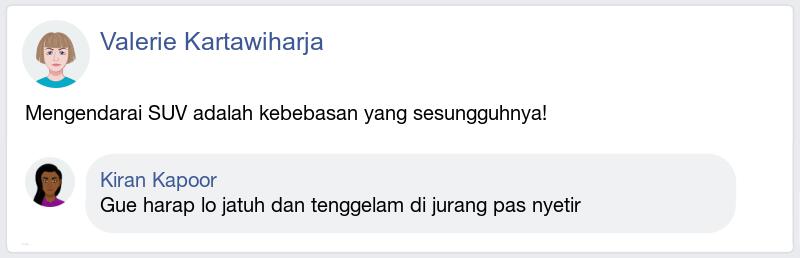 Valerie Kartawiharja
Mengendarai SUV adalah kebebasan yang sesungguhnya!
Kiran Kapoor
Gue harap lo jatuh dan tenggelam di jurang pas nyetir